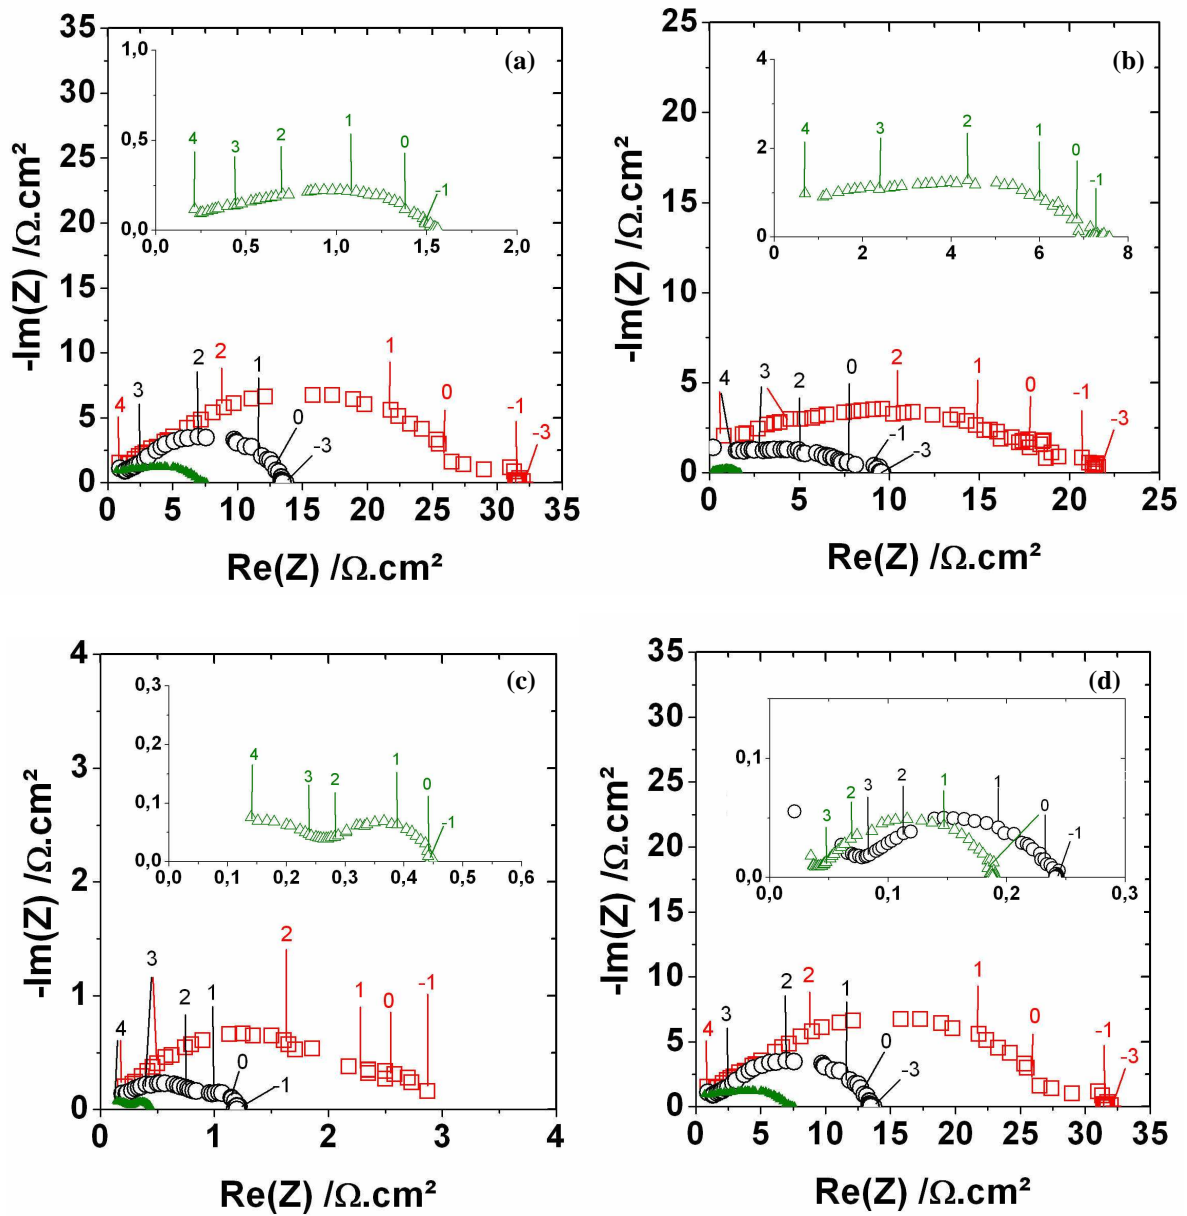 (a)
-Im(Z) /Ω.cm²
35
30
25
20
15
10
5
0
1,0
0,5
0,0
4 3 2 1 0 -1
0,0 0,5 1,0 1,5 2,0
4 3 2 2 1 1 0 0 -1 -3 -3
0 5 10 15 20 25 30 35
Re(Z) /Ω.cm²
(b)
-Im(Z) /Ω.cm²
25
20
15
10
5
0
4
2
0
4 3 2 1 0 -1
0 2 4 6 8
4 3 2 2 0 1 0 -1 -1 -3 -3
0 5 10 15 20 25
Re(Z) /Ω.cm²
(c)
-Im(Z) /Ω.cm²
4
3
2
1
0
0,3
0,2
0,1
0,0
4 3 2 1 0 -1
0,0 0,1 0,2 0,3 0,4 0,5 0,6
4 3 2 1 2 1 0 -1 0 -1
0 1 2 3 4
Re(Z) /Ω.cm²
(d)
-Im(Z) /Ω.cm²
35
30
25
20
15
10
5
0
0,1
0,0
3 2 3 2 1 1 0 -1
0,0 0,1 0,2 0,3
4 3 2 2 1 1 0 0 -1 -3 -3
0 5 10 15 20 25 30 35
Re(Z) /Ω.cm²